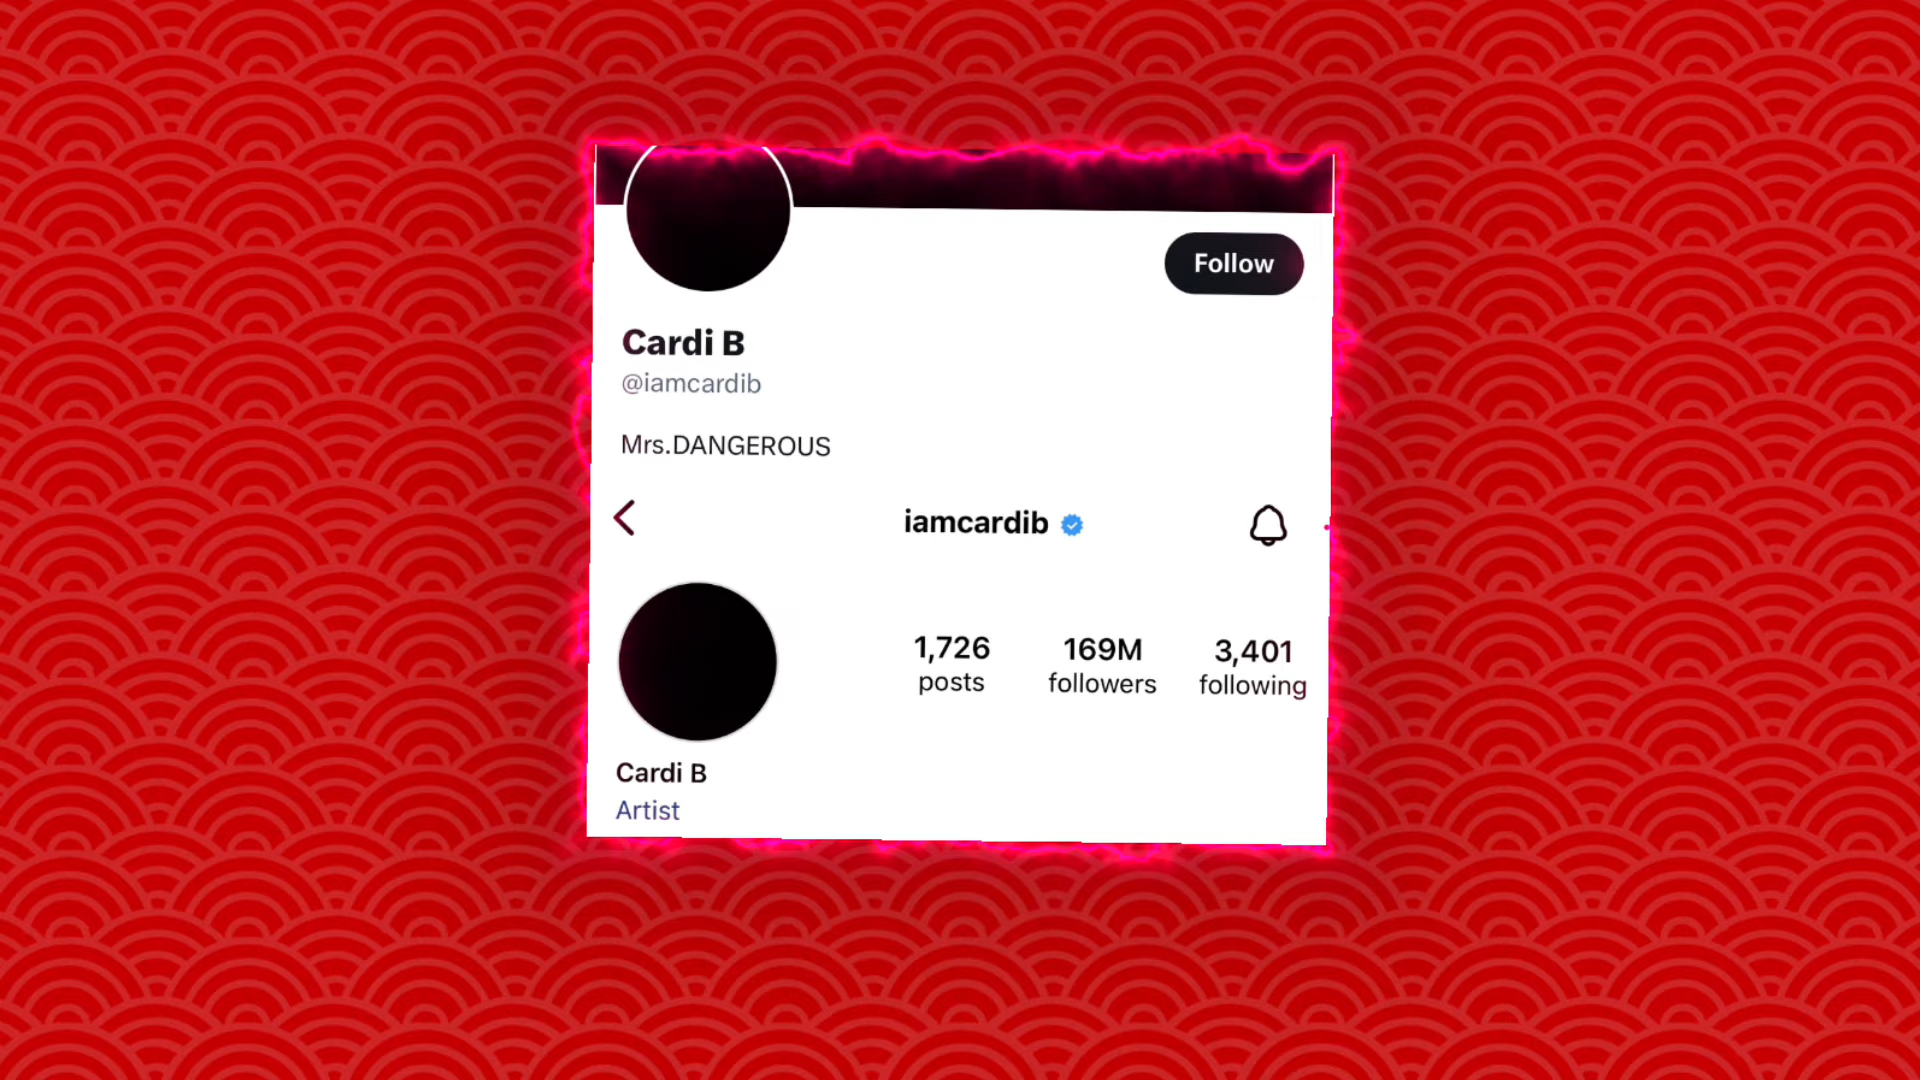 Follow
Cardi B
@iamcardib
Mrs.DANGEROUS
iamcardib
1,726 169M 3,401
posts followers following
Cardi B
Artist